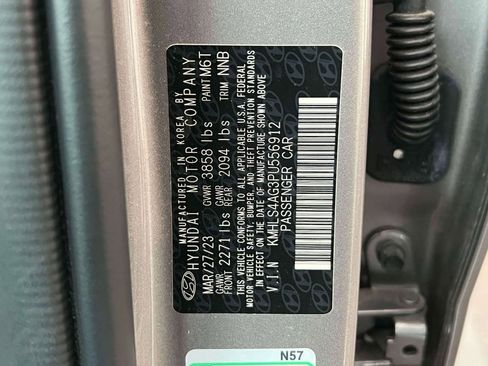 MANUFACTURED IN KOREA BY
HYUNDAI MOTOR COMPANY
MAR/27/23 GVWR 3858 lbs PAINT M6T
GAWR FRONT 2271 lbs GAWR REAR 2094 lbs TRIM NNB
THIS VEHICLE CONFORMS TO ALL APPLICABLE U.S.A. FEDERAL
MOTOR VEHICLE SAFETY, BUMPER, AND THEFT PREVENTION STANDARDS
IN EFFECT ON THE DATE OF MANUFACTURE SHOWN ABOVE
V.I.N KMHLS4AG3PU556912
PASSENGER CAR
N57